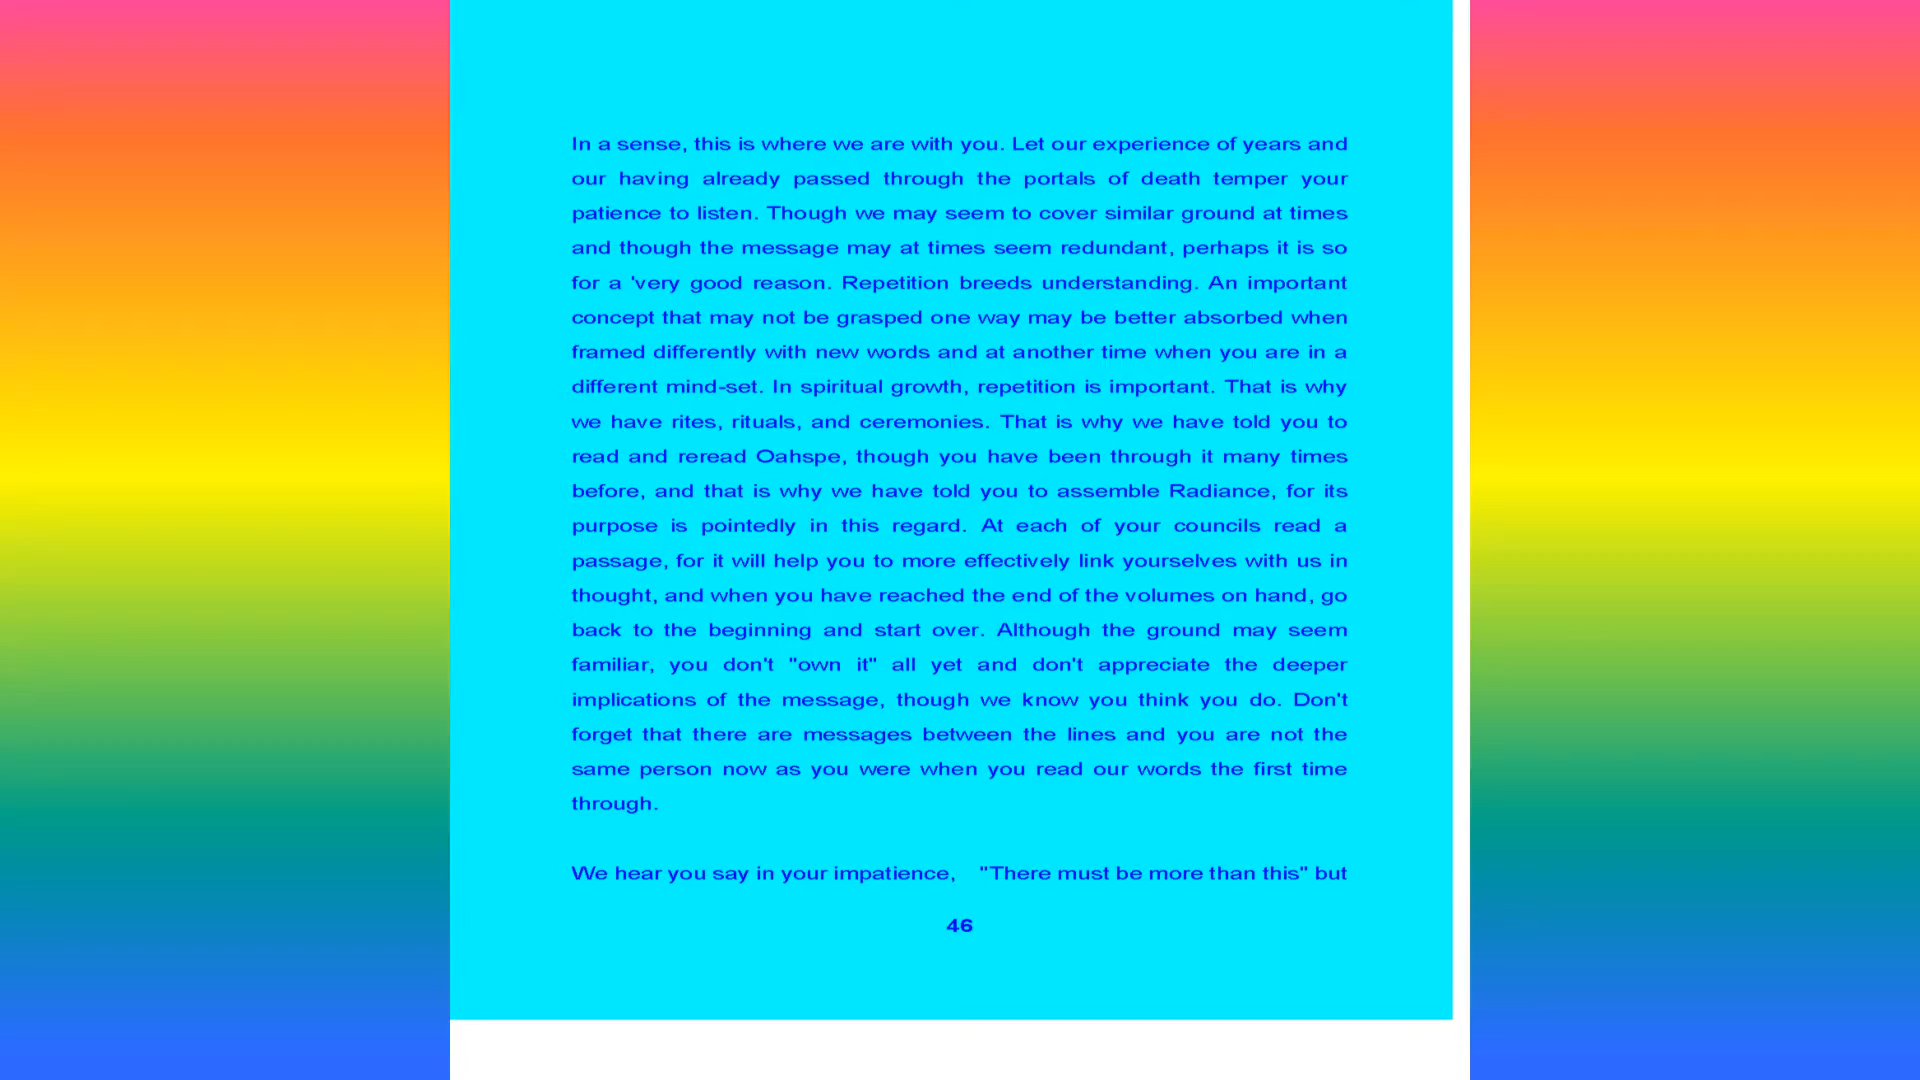 In a sense, this is where we are with you. Let our experience of years and
our having already passed through the portals of death temper your
patience to listen. Though we may seem to cover similar ground at times
and though the message may at times seem redundant, perhaps it is so
for a 'very good reason. Repetition breeds understanding. An important
concept that may not be grasped one way may be better absorbed when
framed differently with new words and at another time when you are in a
different mind-set. In spiritual growth, repetition is important. That is why
we have rites, rituals, and ceremonies. That is why we have told you to
read and reread Oahspe, though you have been through it many times
before, and that is why we have told you to assemble Radiance, for its
purpose is pointedly in this regard. At each of your councils read a
passage, for it will help you to more effectively link yourselves with us in
thought, and when you have reached the end of the volumes on hand, go
back to the beginning and start over. Although the ground may seem
familiar, you don't "own it" all yet and don't appreciate the deeper
implications of the message, though we know you think you do. Don't
forget that there are messages between the lines and you are not the
same person now as you were when you read our words the first time
through.
We hear you say in your impatience, "There must be more than this" but
46